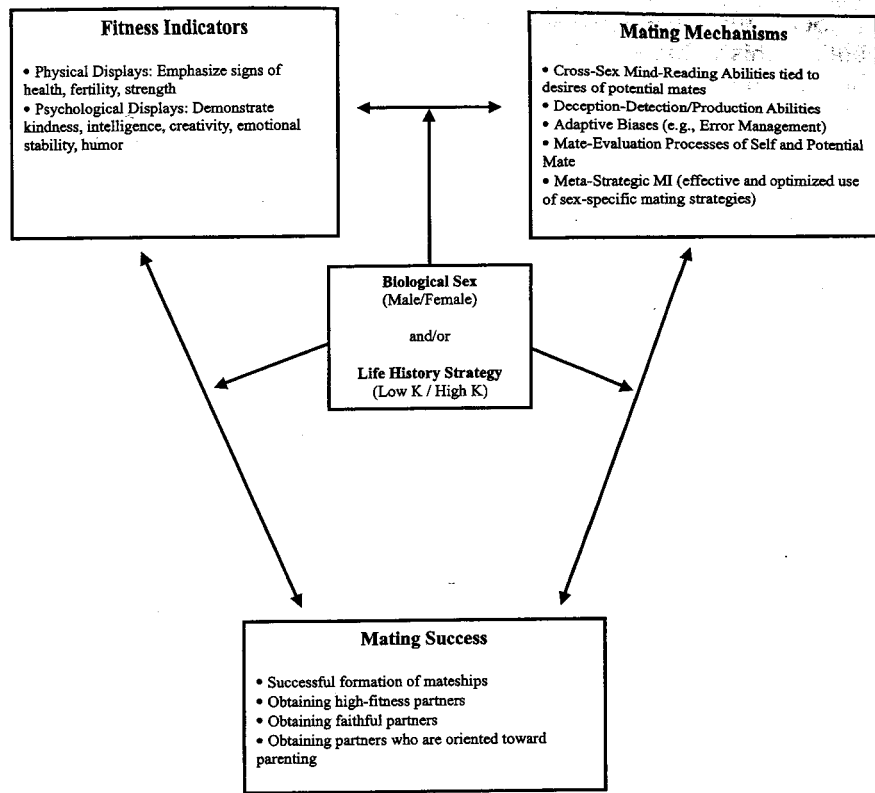 Fitness Indicators
• Physical Displays: Emphasize signs of
health, fertility, strength
• Psychological Displays: Demonstrate
kindness, intelligence, creativity, emotional
stability, humor
Mating Mechanisms
• Cross-Sex Mind-Reading Abilities tied to
desires of potential mates
• Deception-Detection/Production Abilities
• Adaptive Biases (e.g., Error Management)
• Mate-Evaluation Processes of Self and Potential
Mate
• Meta-Strategic MI (effective and optimized use
of sex-specific mating strategies)
Biological Sex
(Male/Female)
and/or
Life History Strategy
(Low K / High K)
Mating Success
• Successful formation of mateships
• Obtaining high-fitness partners
• Obtaining faithful partners
• Obtaining partners who are oriented toward
parenting